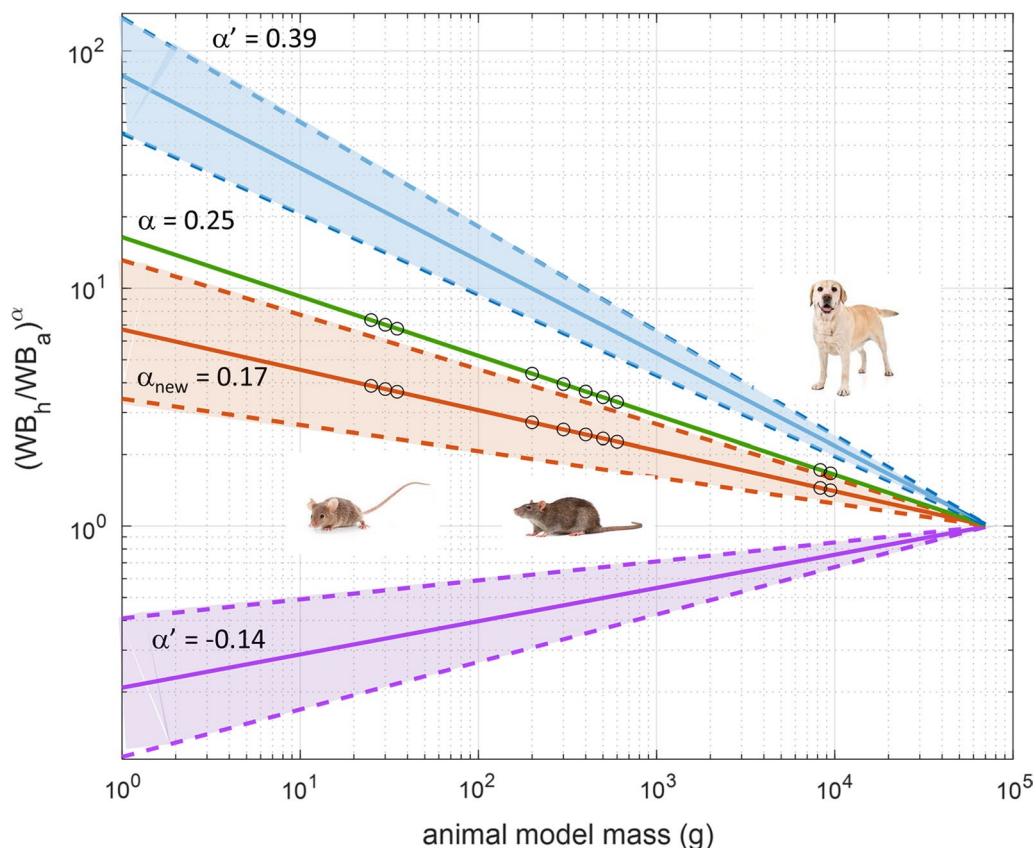 α’ = 0.39
α = 0.25
α_new = 0.17
α’ = -0.14
(WB_h/WB_a)^α
10^2
10^1
10^0
10^0 10^1 10^2 10^3 10^4 10^5
animal model mass (g)